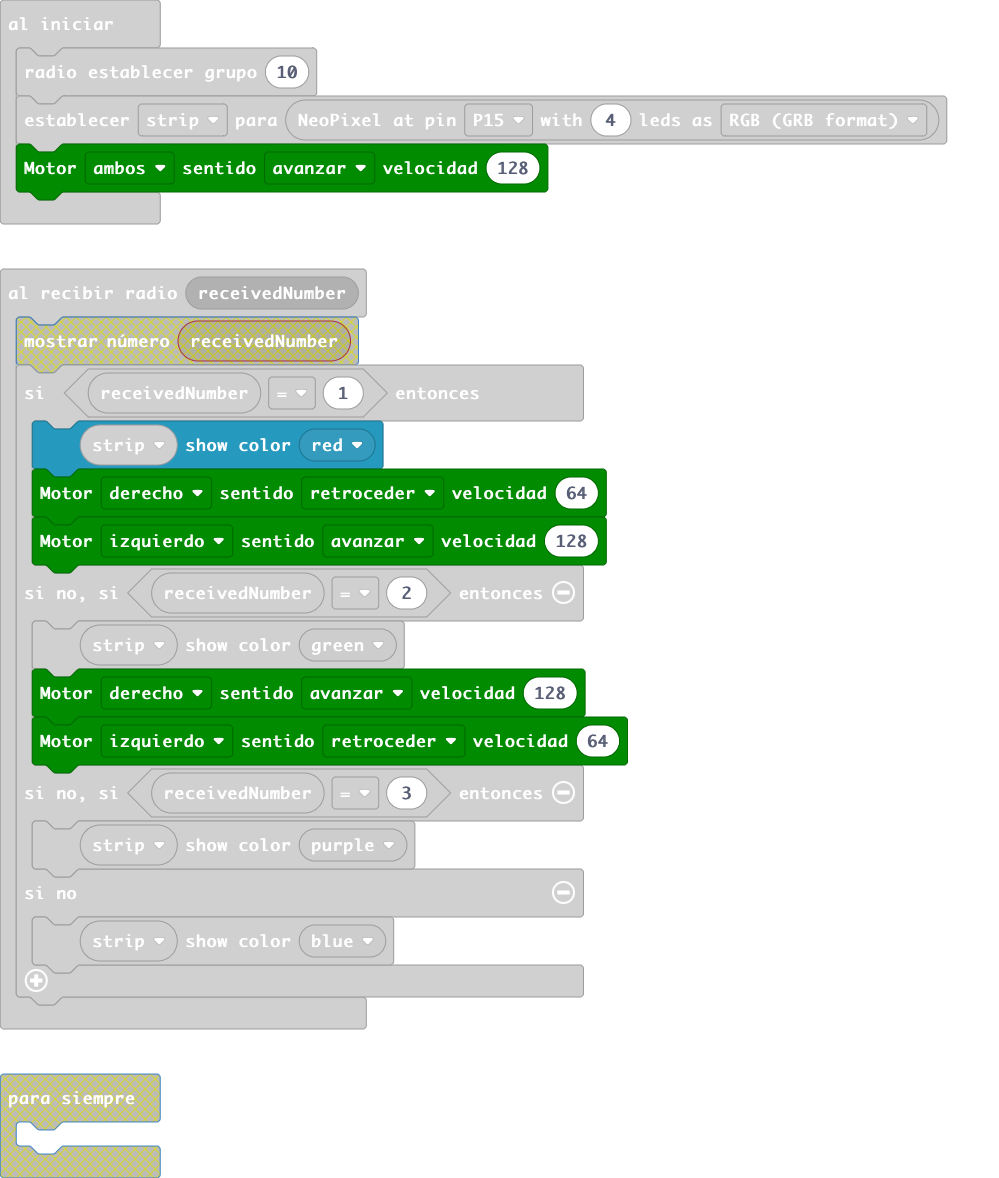 al iniciar
radio establecer grupo 10
establecer strip para NeoPixel at pin P15 with 4 leds as RGB (GRB format)
Motor ambos sentido avanzar velocidad 128
al recibir radio receivedNumber
mostrar número receivedNumber
si receivedNumber = 1 entonces
strip show color red
Motor derecho sentido retroceder velocidad 64
Motor izquierdo sentido avanzar velocidad 128
si no, si receivedNumber = 2 entonces
strip show color green
Motor derecho sentido avanzar velocidad 128
Motor izquierdo sentido retroceder velocidad 64
si no, si receivedNumber = 3 entonces
strip show color purple
si no
strip show color blue
para siempre